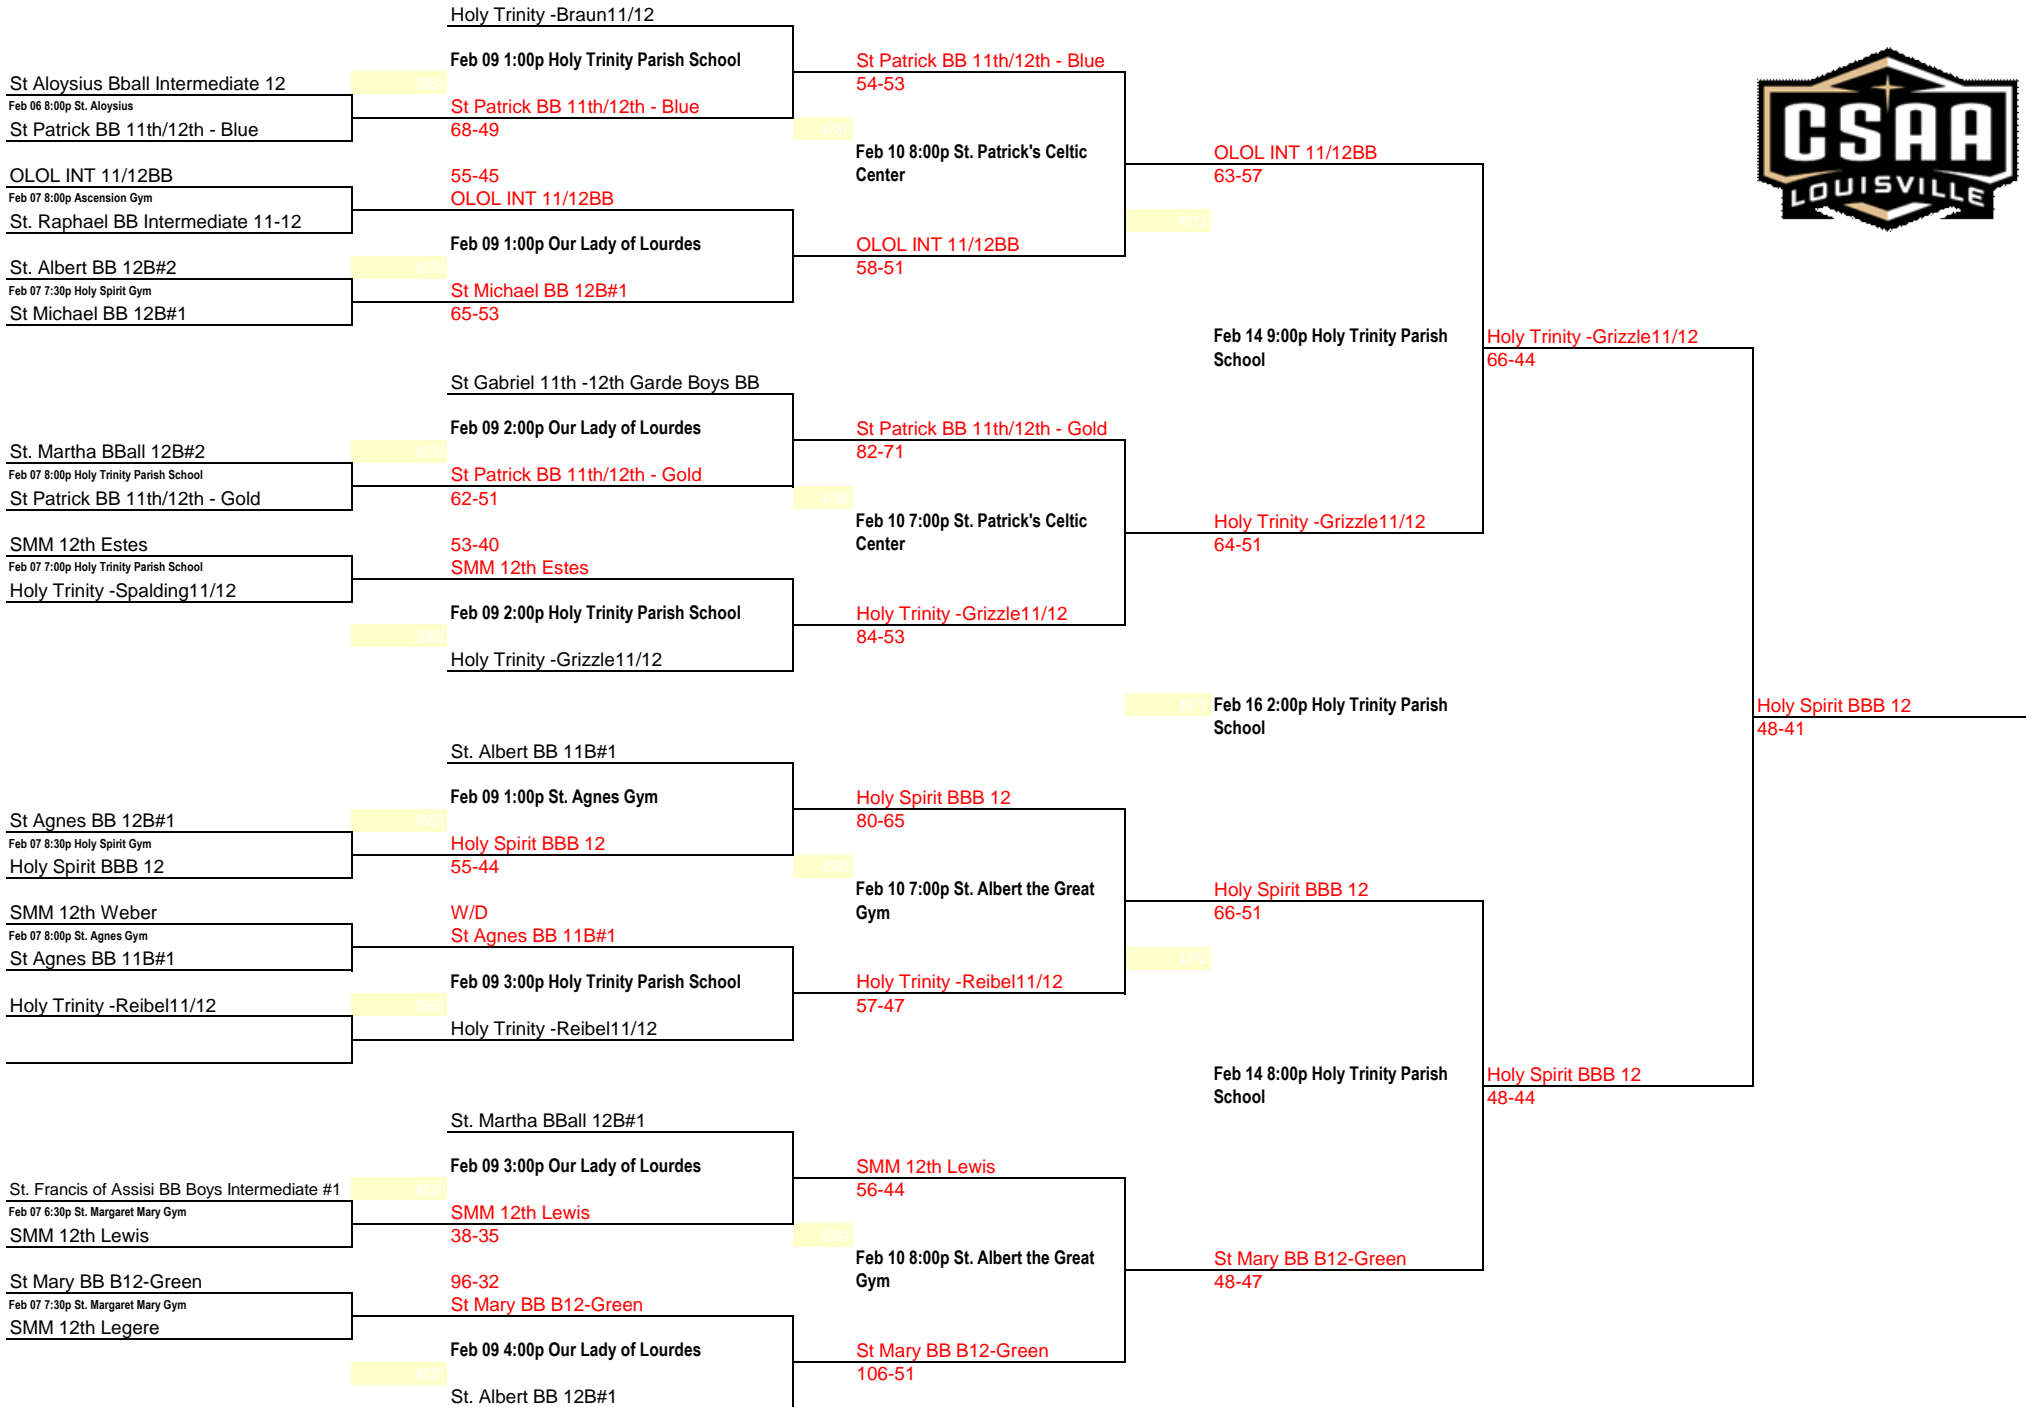 Holy Trinity -Braun11/12
Feb 09 1:00p Holy Trinity Parish School
St Patrick BB 11th/12th - Blue
54-53
St Aloysius Bball Intermediate 12
Feb 06 8:00p St. Aloysius
St Patrick BB 11th/12th - Blue
St Patrick BB 11th/12th - Blue
68-49
Feb 10 8:00p St. Patrick's Celtic
Center
OLOL INT 11/12BB
63-57
CSAA
LOUISVILLE
OLOL INT 11/12BB
Feb 07 8:00p Ascension Gym
St. Raphael BB Intermediate 11-12
55-45
OLOL INT 11/12BB
Feb 09 1:00p Our Lady of Lourdes
OLOL INT 11/12BB
58-51
St. Albert BB 12B#2
Feb 07 7:30p Holy Spirit Gym
St Michael BB 12B#1
St Michael BB 12B#1
65-53
Feb 14 9:00p Holy Trinity Parish
School
Holy Trinity -Grizzle11/12
66-44
St Gabriel 11th -12th Garde Boys BB
Feb 09 2:00p Our Lady of Lourdes
St Patrick BB 11th/12th - Gold
82-71
St. Martha BBall 12B#2
Feb 07 8:00p Holy Trinity Parish School
St Patrick BB 11th/12th - Gold
St Patrick BB 11th/12th - Gold
62-51
Feb 10 7:00p St. Patrick's Celtic
Center
Holy Trinity -Grizzle11/12
64-51
SMM 12th Estes
Feb 07 7:00p Holy Trinity Parish School
Holy Trinity -Spalding11/12
53-40
SMM 12th Estes
Feb 09 2:00p Holy Trinity Parish School
Holy Trinity -Grizzle11/12
84-53
Holy Trinity -Grizzle11/12
Feb 16 2:00p Holy Trinity Parish
School
Holy Spirit BBB 12
48-41
St. Albert BB 11B#1
Feb 09 1:00p St. Agnes Gym
Holy Spirit BBB 12
80-65
St Agnes BB 12B#1
Feb 07 8:30p Holy Spirit Gym
Holy Spirit BBB 12
Holy Spirit BBB 12
55-44
Feb 10 7:00p St. Albert the Great
Gym
Holy Spirit BBB 12
66-51
SMM 12th Weber
Feb 07 8:00p St. Agnes Gym
St Agnes BB 11B#1
W/D
St Agnes BB 11B#1
Feb 09 3:00p Holy Trinity Parish School
Holy Trinity -Reibel11/12
57-47
Holy Trinity -Reibel11/12
Holy Trinity -Reibel11/12
Feb 14 8:00p Holy Trinity Parish
School
Holy Spirit BBB 12
48-44
St. Martha BBall 12B#1
Feb 09 3:00p Our Lady of Lourdes
SMM 12th Lewis
56-44
St. Francis of Assisi BB Boys Intermediate #1
Feb 07 6:30p St. Margaret Mary Gym
SMM 12th Lewis
SMM 12th Lewis
38-35
Feb 10 8:00p St. Albert the Great
Gym
St Mary BB B12-Green
48-47
St Mary BB B12-Green
Feb 07 7:30p St. Margaret Mary Gym
SMM 12th Legere
96-32
St Mary BB B12-Green
Feb 09 4:00p Our Lady of Lourdes
St Mary BB B12-Green
106-51
St. Albert BB 12B#1